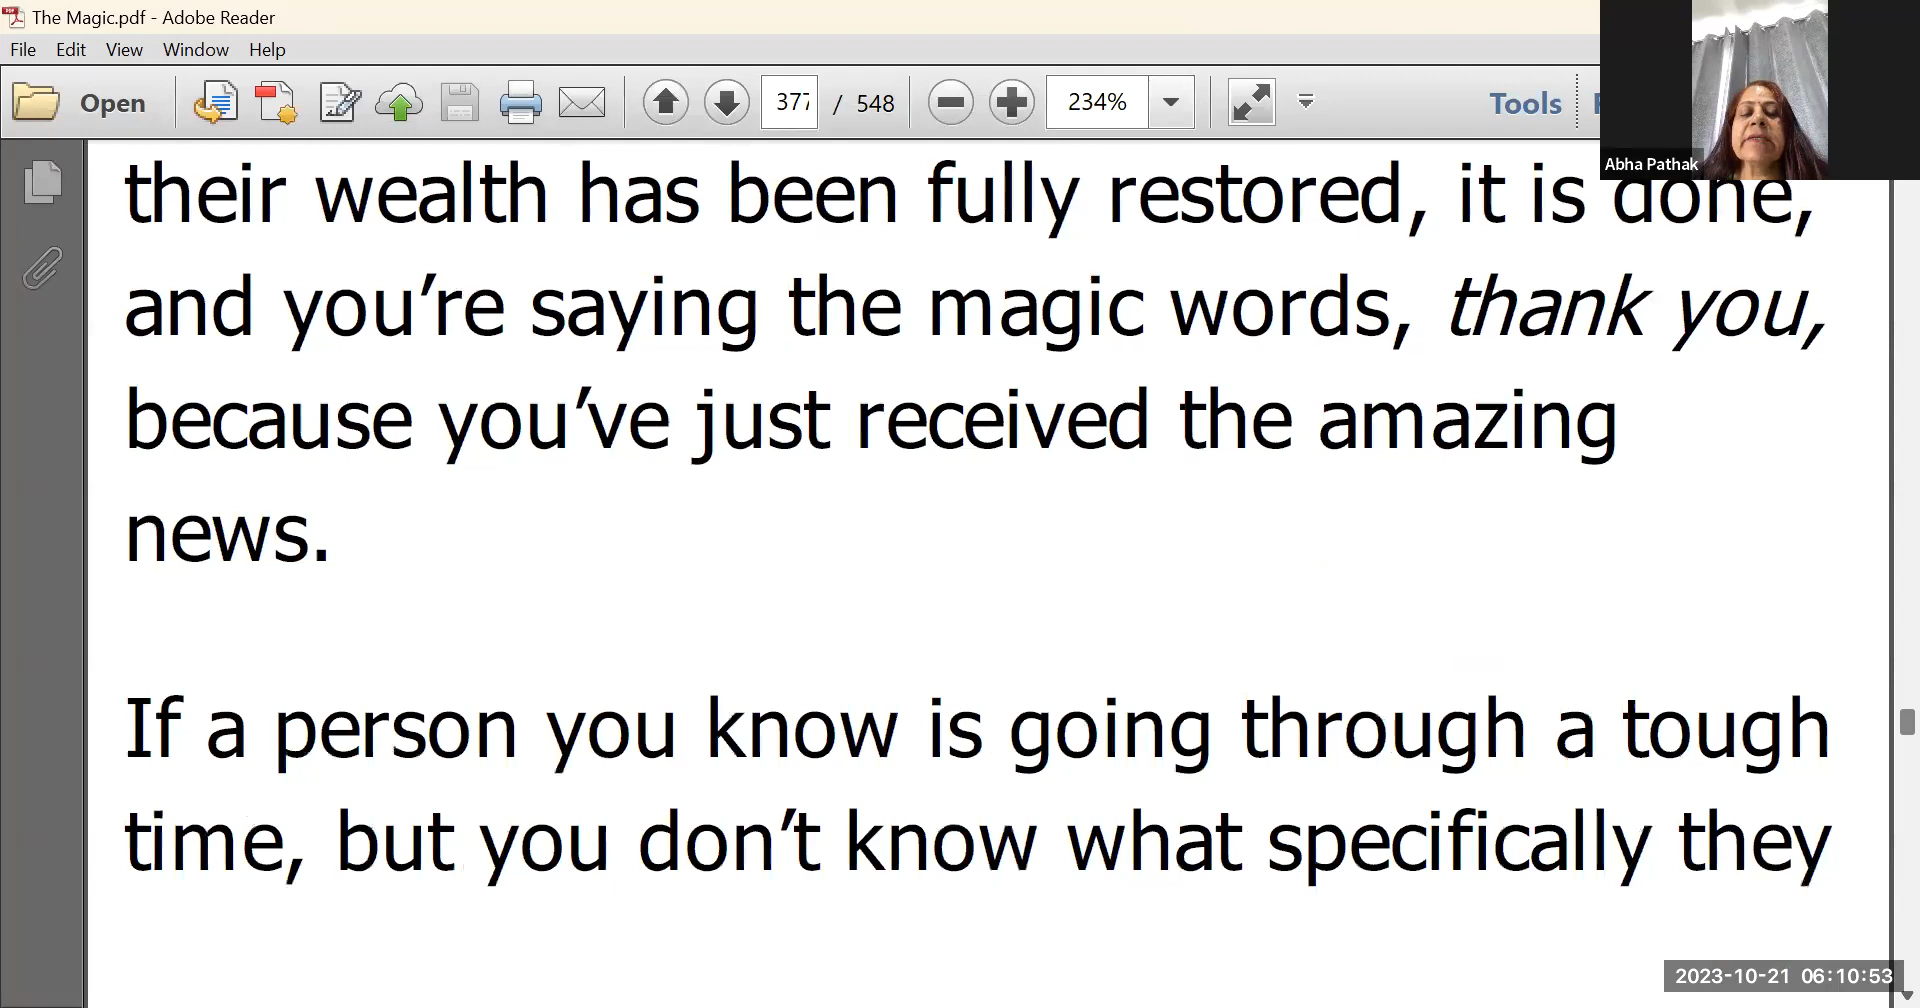 The Magic.pdf - Adobe Reader
File Edit View Window Help
Open 377 / 548 234% Tools
Abha Pathak
their wealth has been fully restored, it is done,
and you’re saying the magic words, thank you,
because you’ve just received the amazing
news.
If a person you know is going through a tough
time, but you don’t know what specifically they
2023-10-21 06:10:53